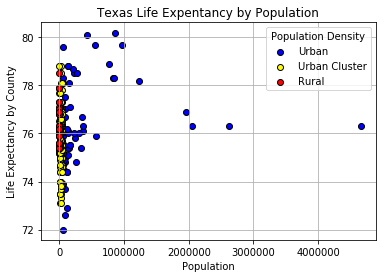 Texas Life Expentancy by Population
Life Expectancy by County
80
78
76
74
72
Population Density
Urban
Urban Cluster
Rural
0
1000000
2000000
3000000
4000000
Population